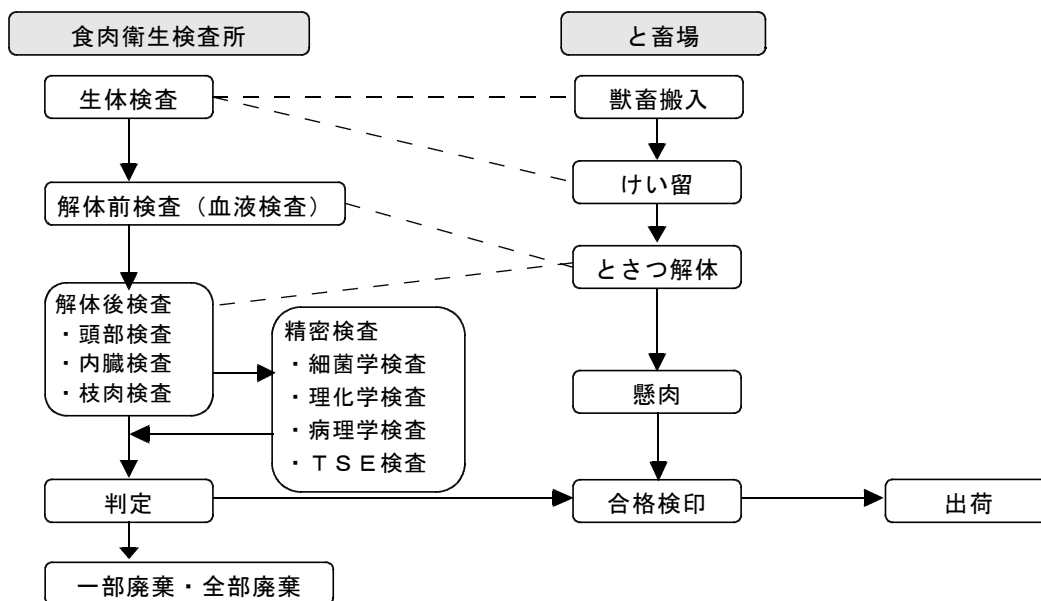 食肉衛生検査所
と畜場
生体検査
獣畜搬入
けい留
解体前検査（血液検査）
とさつ解体
解体後検査
・頭部検査
・内臓検査
・枝肉検査
精密検査
・細菌学検査
・理化学検査
・病理学検査
・ＴＳＥ検査
懸肉
判定
合格検印
出荷
一部廃棄・全部廃棄